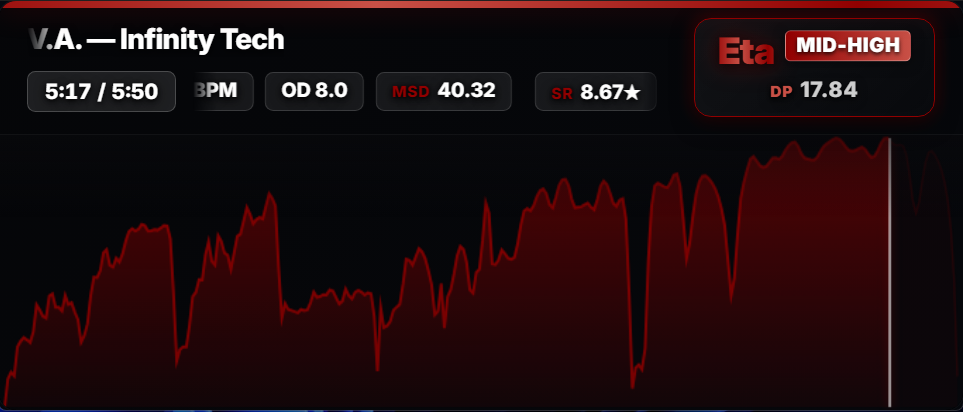 V.A. — Infinity Tech
5:17 / 5:50
BPM
OD 8.0
MSD 40.32
SR 8.67★
Eta
MID-HIGH
DP 17.84